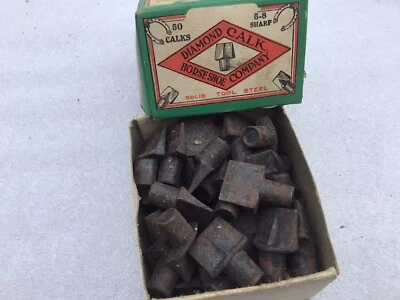 50
CALKS
5-8
SHARP
DIAMOND CALK
HORSESHOE COMPANY
SOLID TOOL STEEL